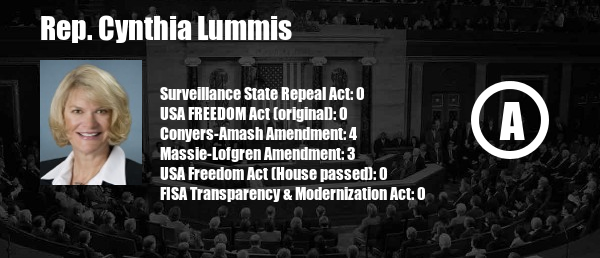 Rep. Cynthia Lummis
Surveillance State Repeal Act: 0
USA FREEDOM Act (original): 0
Conyers-Amash Amendment: 4
Massie-Lofgren Amendment: 3
USA Freedom Act (House passed): 0
FISA Transparency & Modernization Act: 0
A